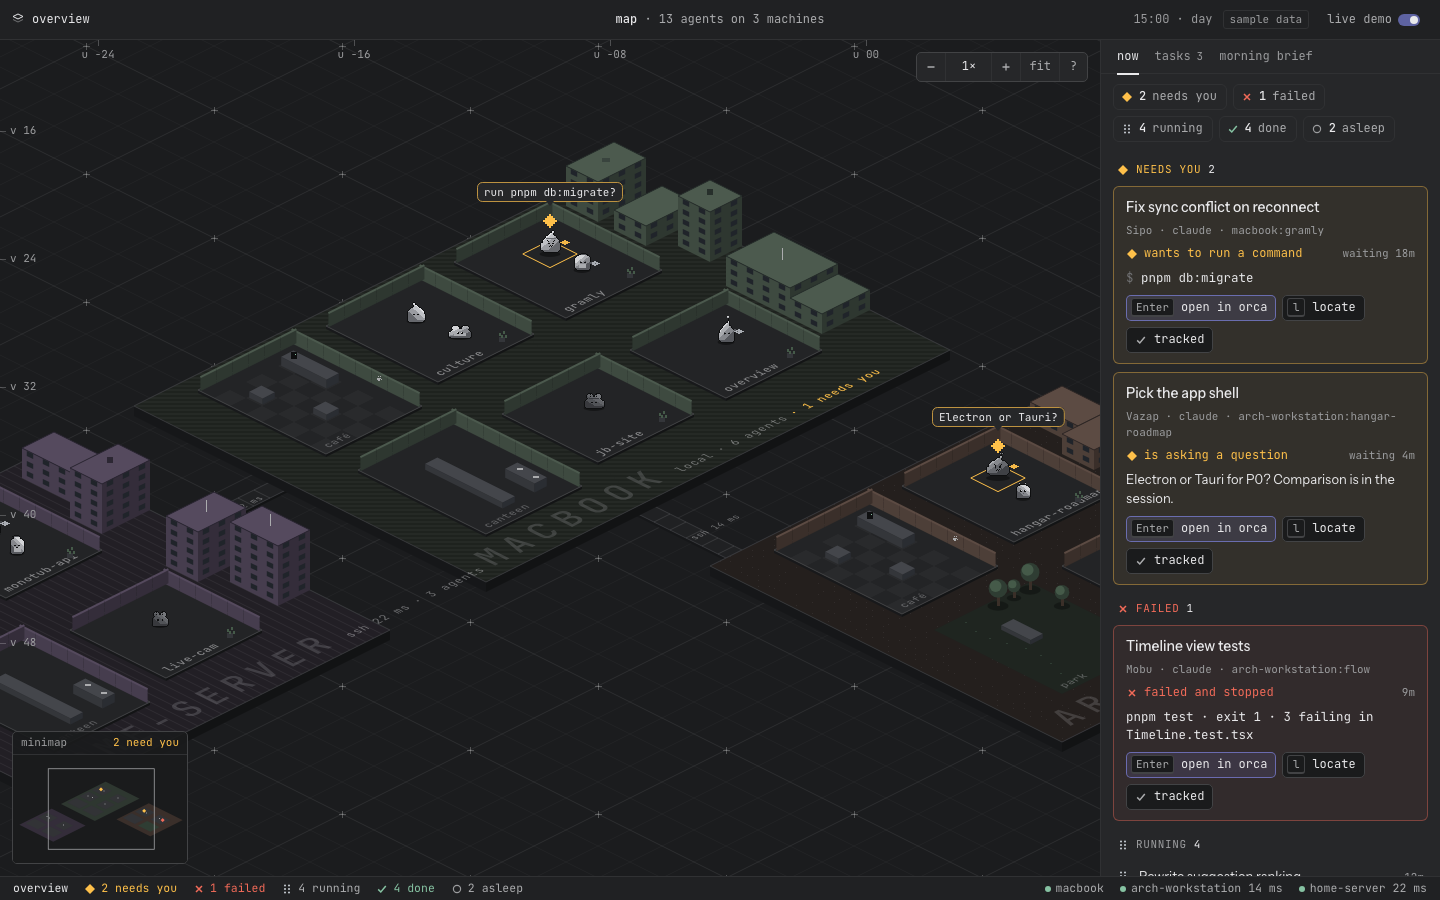 overview
map · 13 agents on 3 machines
15:00 · day
sample data
live demo
u -24
u -16
u -08
u 00
− 1× + fit ?
v 16
v 24
v 32
v 40
v 48
run pnpm db:migrate?
gramly
culture
overview
café
jb-site
canteen
MACBOOK
local · 6 agents · 1 needs you
Electron or Tauri?
café
park
ssh 14 ms
live-cam
monotub-api
ssh 22 ms · 3 agents
-SERVER
AR
minimap
2 need you
now
tasks 3
morning brief
2 needs you
1 failed
4 running
4 done
2 asleep
NEEDS YOU 2
Fix sync conflict on reconnect
Sipo · claude · macbook:gramly
wants to run a command
waiting 18m
$ pnpm db:migrate
Enter open in orca
l locate
tracked
Pick the app shell
Vazap · claude · arch-workstation:hangar-
roadmap
is asking a question
waiting 4m
Electron or Tauri for P0? Comparison is in the
session.
Enter open in orca
l locate
tracked
FAILED 1
Timeline view tests
Mobu · claude · arch-workstation:flow
failed and stopped
9m
pnpm test · exit 1 · 3 failing in
Timeline.test.tsx
Enter open in orca
l locate
tracked
RUNNING 4
Rewrite suggestion ranking
overview
2 needs you
1 failed
4 running
4 done
2 asleep
macbook
arch-workstation 14 ms
home-server 22 ms